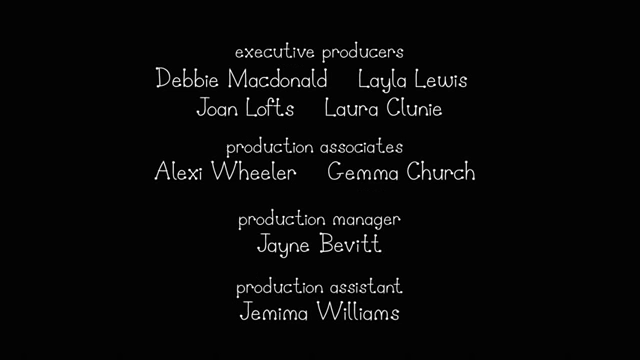 executive producers
Debbie Macdonald Layla Lewis
Joan Lofts Laura Clunie
production associates
Alexi Wheeler Gemma Church
production manager
Jayne Bevitt
production assistant
Jemima Williams